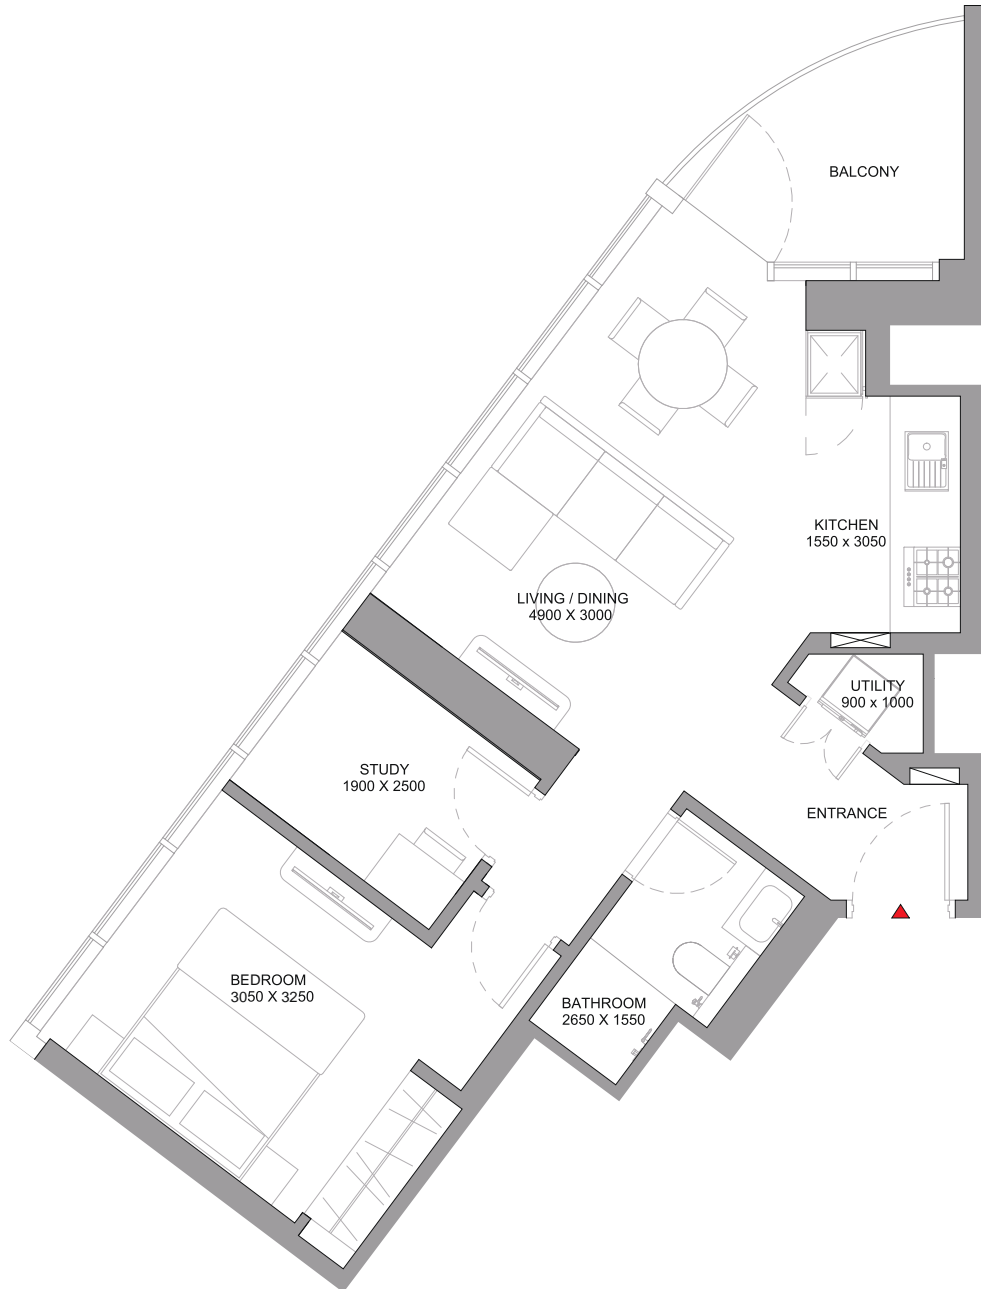 BALCONY
KITCHEN
1550 x 3050
LIVING / DINING
4900 X 3000
UTILITY
900 x 1000
STUDY
1900 X 2500
ENTRANCE
BEDROOM
3050 X 3250
BATHROOM
2650 X 1550